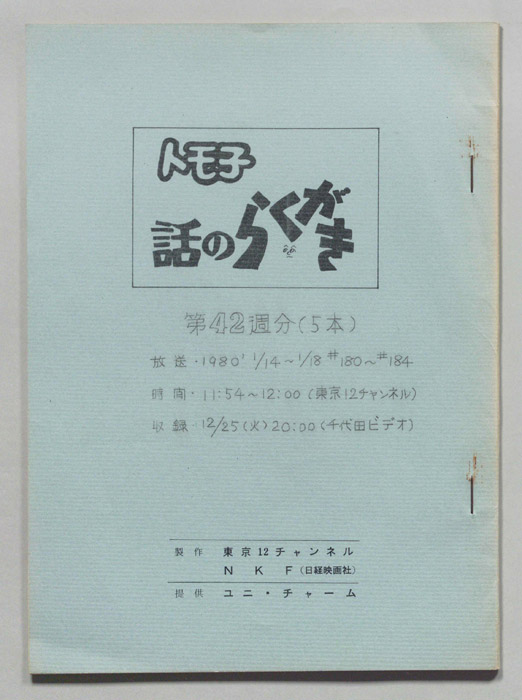 トモ子
話のらくがき
第42週分(5本)
放送・1980' 1/14～1/18 #180～#184
時間・11:54～12:00(東京12チャンネル)
収録・12/25(火)20:00(千代田ビデオ)
製作 東京12チャンネル
NKF(日経映画社)
提供 ユニ・チャーム